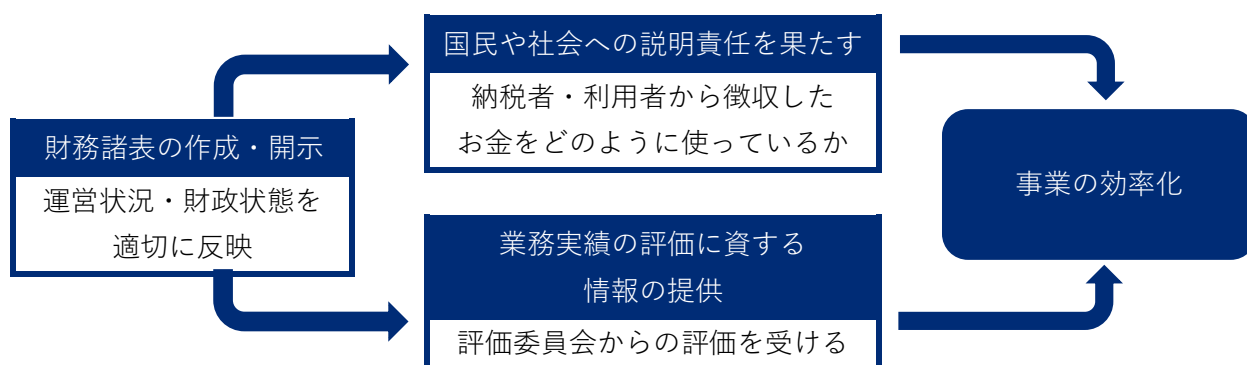 財務諸表の作成・開示
運営状況・財政状態を
適切に反映
国民や社会への説明責任を果たす
納税者・利用者から徴収した
お金をどのように使っているか
業務実績の評価に資する
情報の提供
評価委員会からの評価を受ける
事業の効率化